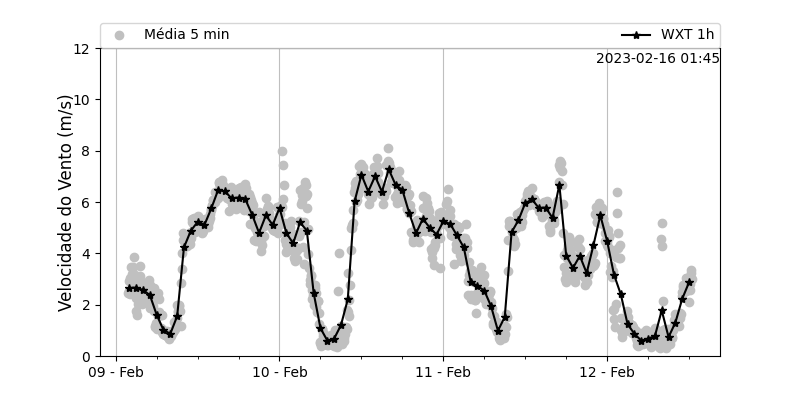 Média 5 min
WXT 1h
2023-02-16 01:45
Velocidade do Vento (m/s)
12
10
8
6
4
2
0
09 - Feb
10 - Feb
11 - Feb
12 - Feb